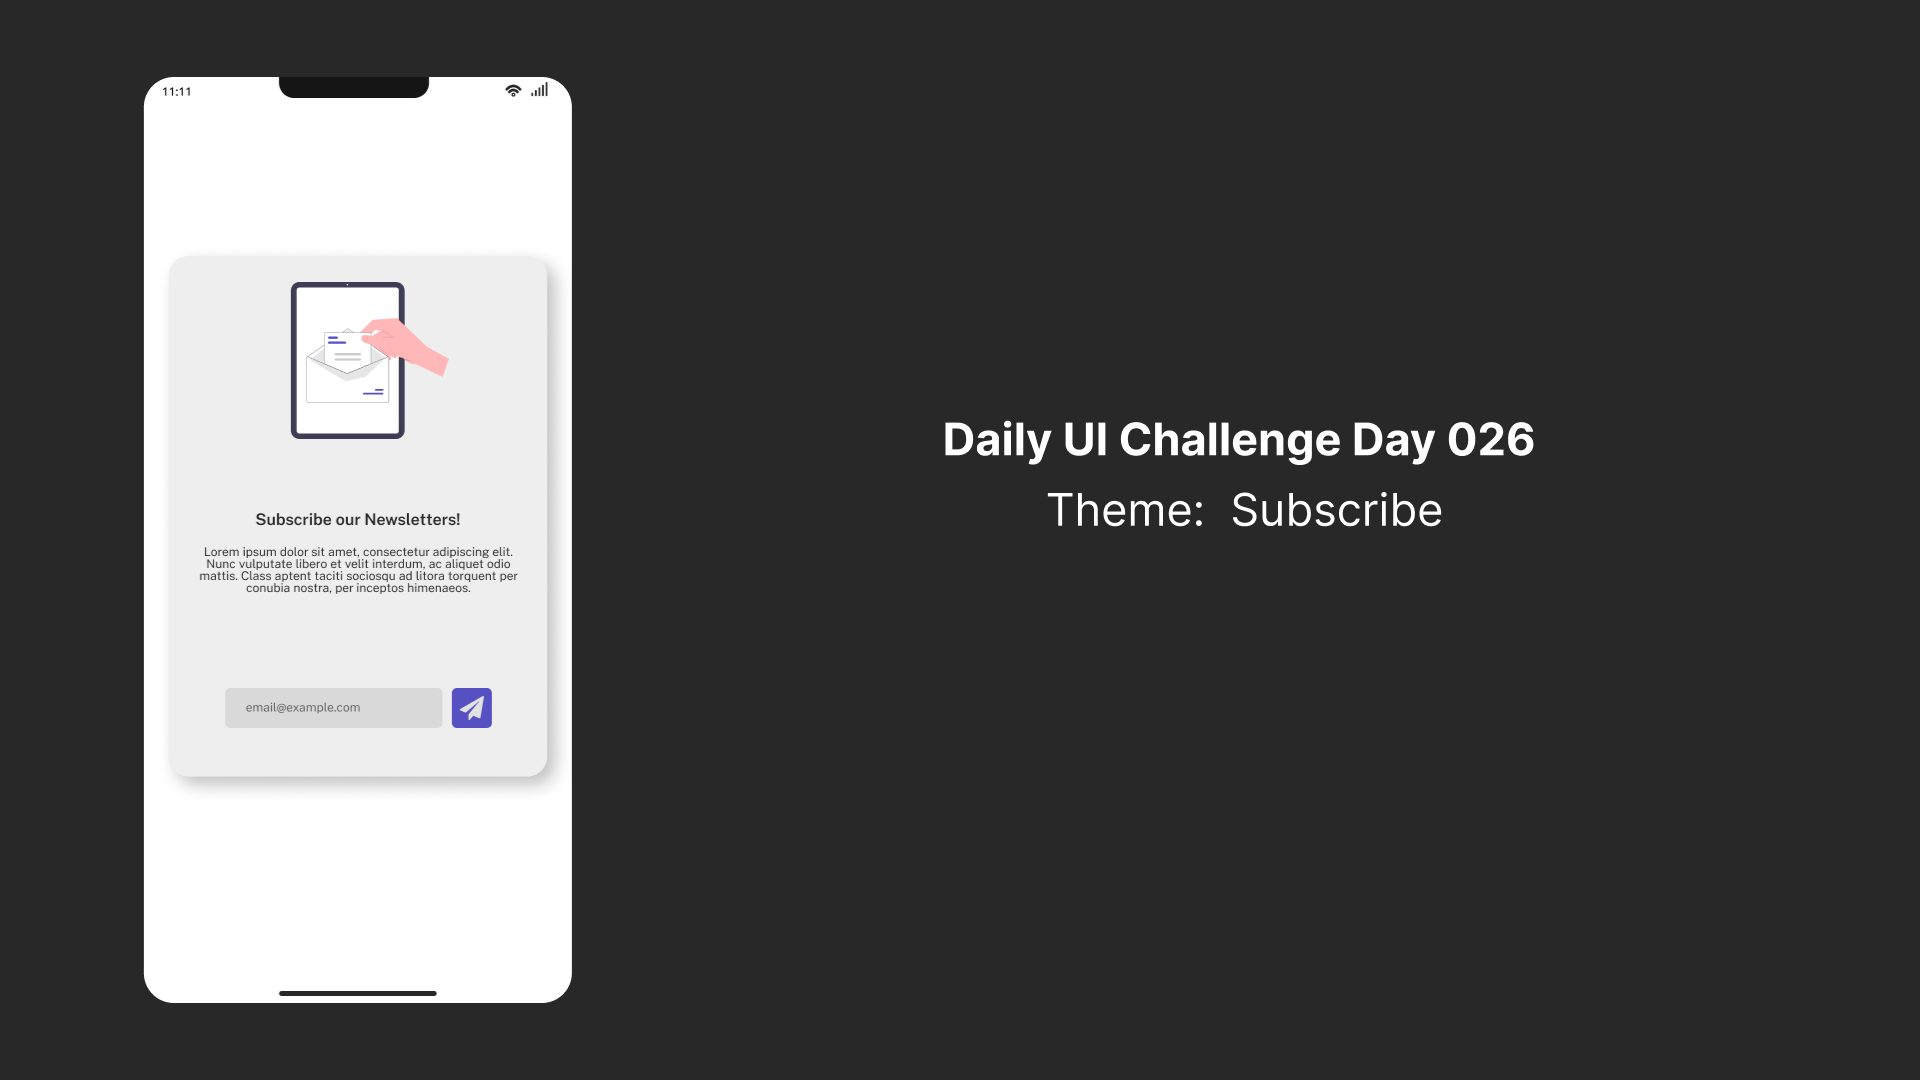 11:11
Subscribe our Newsletters!
Lorem ipsum dolor sit amet, consectetur adipiscing elit.
Nunc vulputate libero et velit interdum, ac aliquet odio
mattis. Class aptent taciti sociosqu ad litora torquent per
conubia nostra, per inceptos himenaeos.
email@example.com
Daily UI Challenge Day 026
Theme: Subscribe